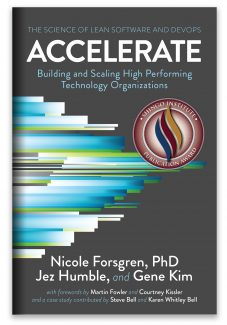 THE SCIENCE OF LEAN SOFTWARE AND DEVOPS
ACCELERATE
Building and Scaling High Performing
Technology Organizations
SHINGO INSTITUTE
PUBLICATION AWARD
Nicole Forsgren, PhD
Jez Humble, and Gene Kim
with forewords by Martin Fowler and Courtney Kissler
and a case study contributed by Steve Bell and Karen Whitley Bell